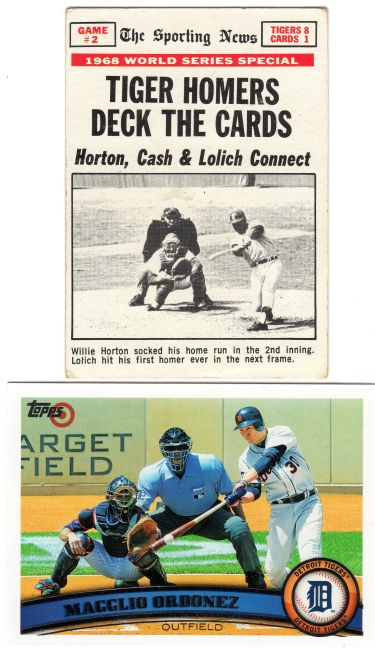 GAME #2
The Sporting News
TIGERS 8
CARDS 1
1968 WORLD SERIES SPECIAL
TIGER HOMERS
DECK THE CARDS
Horton, Cash & Lolich Connect
Willie Horton socked his home run in the 2nd inning.
Lolich hit his first homer ever in the next frame.
Topps
ARGET
FIELD
3
MAGGLIO ORDONEZ
OUTFIELD
DETROIT TIGERS
D
DETROIT TIGERS